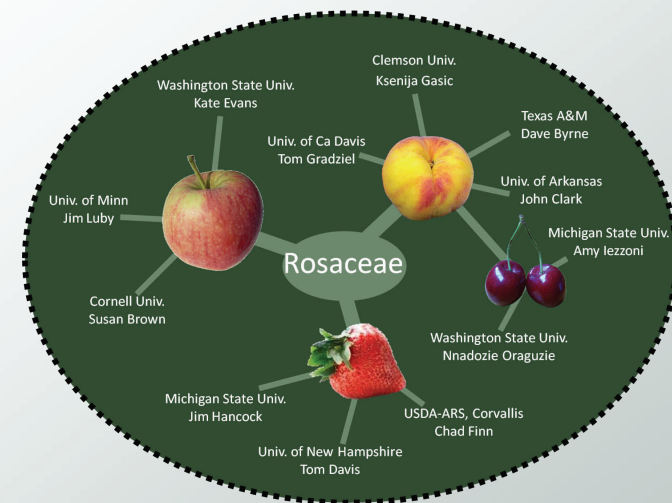 Clemson Univ.
Ksenija Gasic
Washington State Univ.
Kate Evans
Texas A&M
Dave Byrne
Univ. of Ca Davis
Tom Gradziel
Univ. of Arkansas
John Clark
Univ. of Minn
Jim Luby
Michigan State Univ.
Amy Iezzoni
Rosaceae
Cornell Univ.
Susan Brown
Washington State Univ.
Nnadozie Oraguzie
Michigan State Univ.
Jim Hancock
USDA-ARS, Corvallis
Chad Finn
Univ. of New Hampshire
Tom Davis